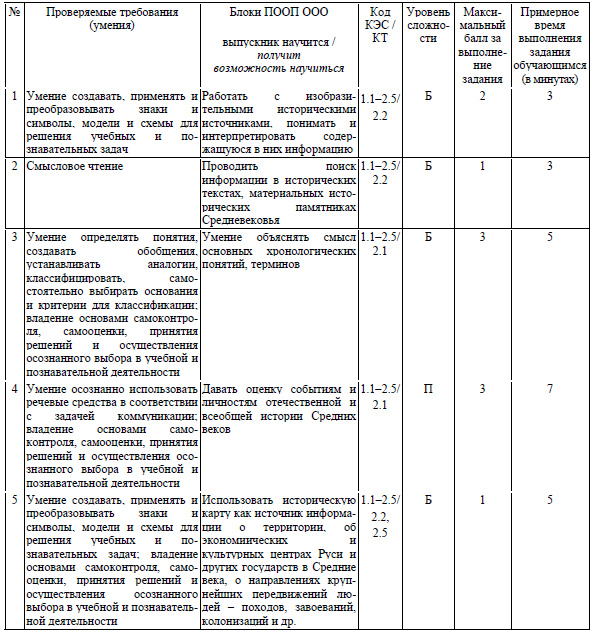 № Проверяемые требования (умения) Блоки ПООП ООО выпускник научится / получит возможность научиться Код КЭС / КТ Уровень сложно-сти Макси-мальный балл за выполне-ние задания Примерное время выполнения задания обучающимся (в минутах)
1
Умение создавать, применять и
преобразовывать знаки и
символы, модели и схемы для
решения учебных и по-
знавательных задач
Работать с изобрази-
тельными историческими
источниками, понимать и
интерпретировать содер-
жащуюся в них информацию
1.1–2.5/
2.2
Б
2
3
2
Смысловое чтение
Проводить поиск
информации в исторических
текстах, материальных исто-
рических памятниках
Средневековья
1.1–2.5/
2.2
Б
1
3
3
Умение определять понятия,
создавать обобщения,
устанавливать аналогии,
классифицировать, само-
стоятельно выбирать основания
и критерии для классификации;
владение основами самоконтро-
ля, самооценки, принятия
решений и осуществления
осознанного выбора в учебной и
познавательной деятельности
Умение объяснять смысл
основных хронологических
понятий, терминов
1.1–2.5/
2.1
Б
3
5
4
Умение осознанно использовать
речевые средства в соответствии
с задачей коммуникации;
владение основами само-
контроля, самооценки, принятия
решений и осуществления осо-
знанного выбора в учебной и
познавательной деятельности
Давать оценку событиям и
личностям отечественной и
всеобщей истории Средних
веков
1.1–2.5/
2.1
П
3
7
5
Умение создавать, применять и
преобразовывать знаки и
символы, модели и схемы для
решения учебных и по-
знавательных задач; владение
основами самоконтроля, само-
оценки, принятия решений и
осуществления осознанного
выбора в учебной и познаватель-
ной деятельности
Использовать историческую
карту как источник информа-
ции о территории, об
экономиических и
культурных центрах Руси и
других государств в Средние
века, о направлениях круп-
нейших передвижений лю-
дей – походов, завоеваний,
колонизаций и др.
1.1–2.5/
2.2,
2.5
Б
1
5